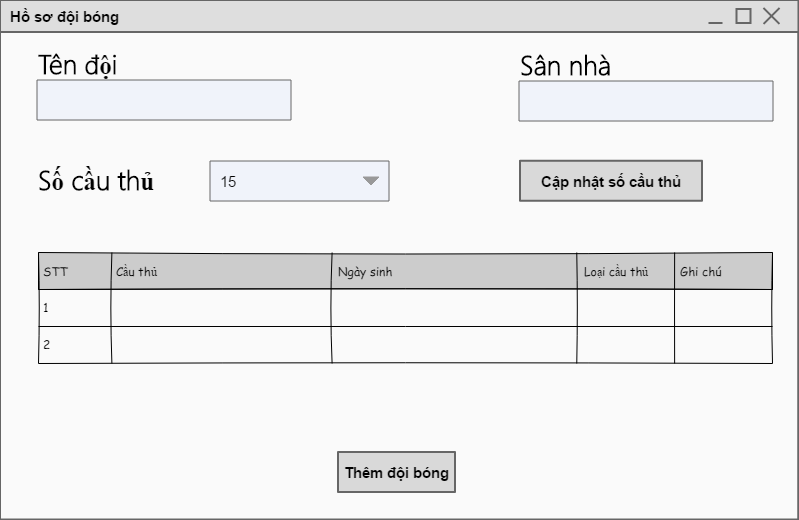 Hồ sơ đội bóng
Tên đội
Sân nhà
Số cầu thủ
15
Cập nhật số cầu thủ
STT Cầu thủ Ngày sinh Loại cầu thủ Ghi chú
1
2
Thêm đội bóng